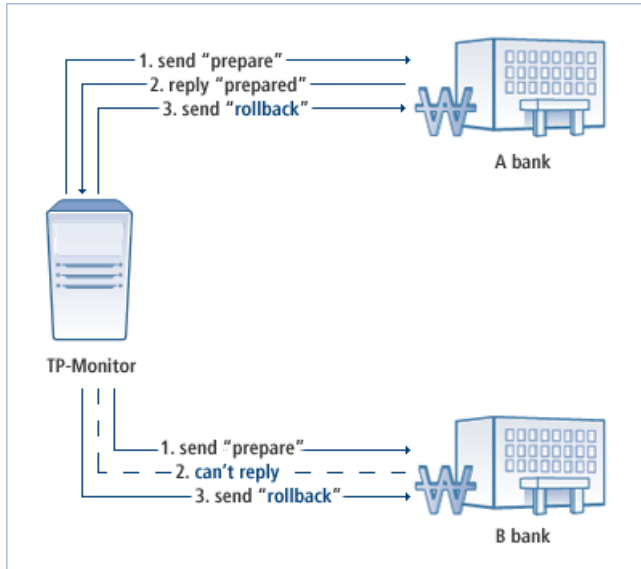 1. send “prepare”
2. reply “prepared”
3. send “rollback”
A bank
TP-Monitor
1. send “prepare”
2. can’t reply
3. send “rollback”
B bank